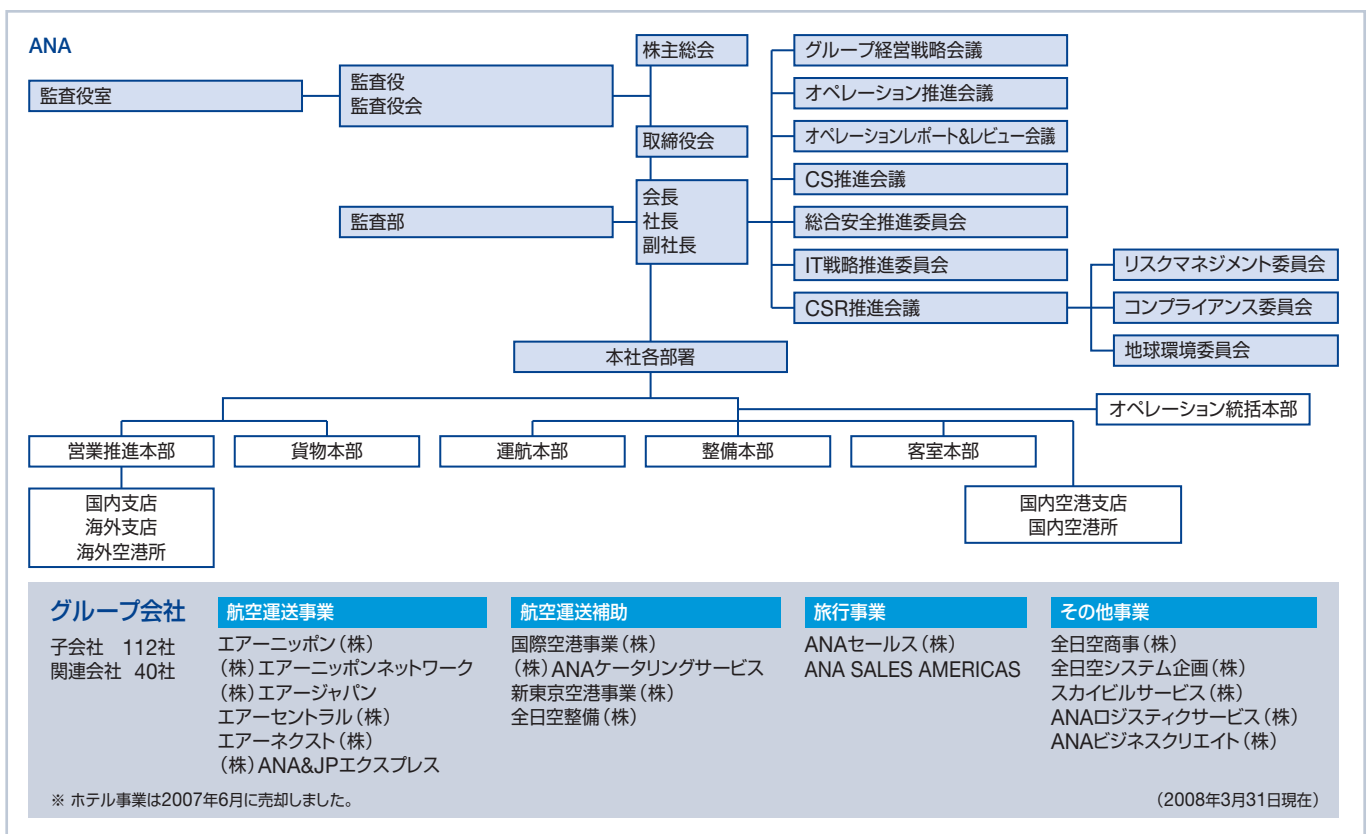 ANA
株主総会
監査役室
監査役
監査役会
取締役会
監査部
会長
社長
副社長
グループ経営戦略会議
オペレーション推進会議
オペレーションレポート&レビュー会議
CS推進会議
総合安全推進委員会
IT戦略推進委員会
CSR推進会議
リスクマネジメント委員会
コンプライアンス委員会
地球環境委員会
本社各部署
オペレーション統括本部
営業推進本部
貨物本部
運航本部
整備本部
客室本部
国内支店
海外支店
海外空港所
国内空港支店
国内空港所
グループ会社
子会社 112社
関連会社 40社
航空運送事業
エアーニッポン(株)
(株)エアーニッポンネットワーク
(株)エアージャパン
エアーセントラル(株)
エアーネクスト(株)
(株)ANA&JPエクスプレス
航空運送補助
国際空港事業(株)
(株)ANAケータリングサービス
新東京空港事業(株)
全日空整備(株)
旅行事業
ANAセールス(株)
ANA SALES AMERICAS
その他事業
全日空商事(株)
全日空システム企画(株)
スカイビルサービス(株)
ANAロジスティクサービス(株)
ANAビジネスクリエイト(株)
※ ホテル事業は2007年6月に売却しました。
(2008年3月31日現在)